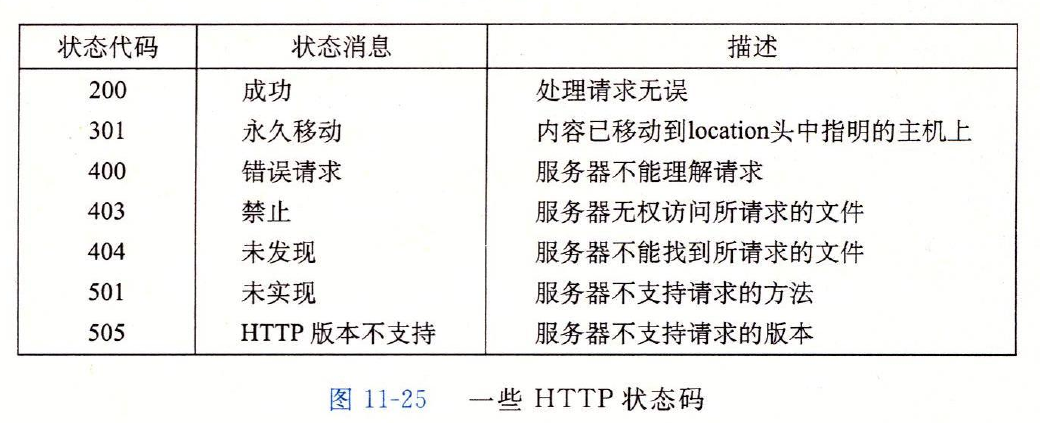 状态代码 状态消息 描述
200 成功 处理请求无误
301 永久移动 内容已移动到location头中指明的主机上
400 错误请求 服务器不能理解请求
403 禁止 服务器无权访问所请求的文件
404 未发现 服务器不能找到所请求的文件
501 未实现 服务器不支持请求的方法
505 HTTP 版本不支持 服务器不支持请求的版本
图 11-25 一些 HTTP 状态码